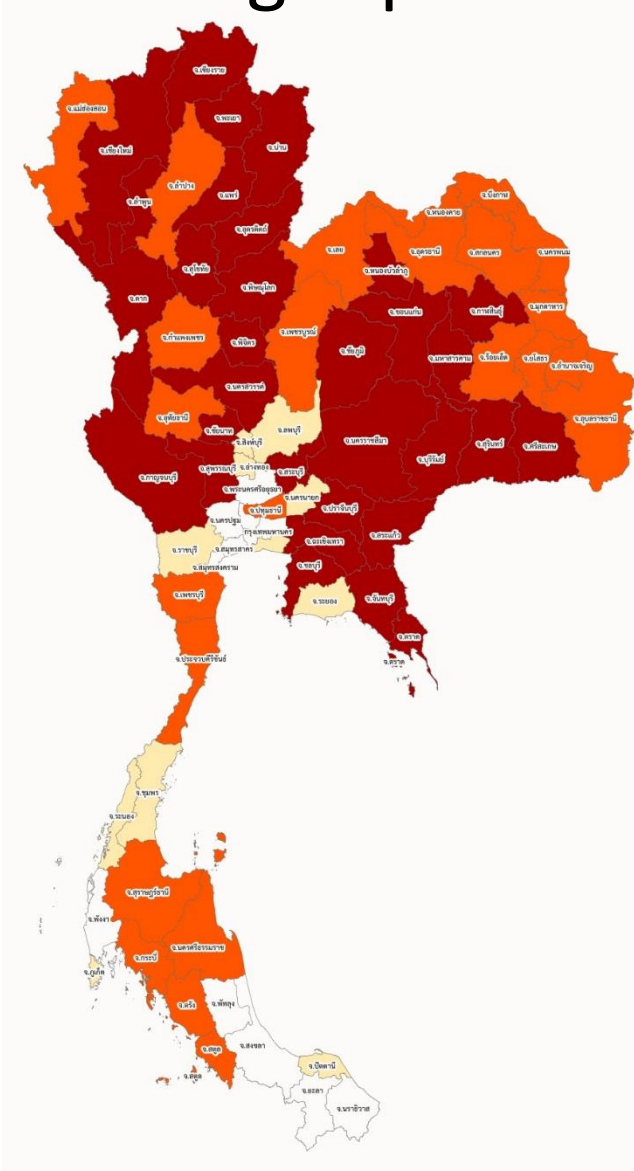 จ.เชียงราย
จ.แม่ฮ่องสอน
จ.พะเยา
จ.น่าน
จ.เชียงใหม่
จ.ลำปาง
จ.แพร่
จ.ลำพูน
จ.อุตรดิตถ์
จ.บึงกาฬ
จ.หนองคาย
จ.เลย
จ.อุดรธานี
จ.สกลนคร
จ.นครพนม
จ.สุโขทัย
จ.หนองบัวลำภู
จ.ตาก
จ.พิษณุโลก
จ.มุกดาหาร
จ.ขอนแก่น
จ.กาฬสินธุ์
จ.กำแพงเพชร
จ.เพชรบูรณ์
จ.พิจิตร
จ.ชัยภูมิ
จ.มหาสารคาม
จ.ร้อยเอ็ด
จ.ยโสธร
จ.อำนาจเจริญ
จ.นครสวรรค์
จ.อุทัยธานี
จ.อุบลราชธานี
จ.ชัยนาท
จ.ลพบุรี
จ.สิงห์บุรี
จ.นครราชสีมา
จ.สุรินทร์
จ.ศรีสะเกษ
จ.บุรีรัมย์
จ.กาญจนบุรี
จ.สุพรรณบุรี
จ.อ่างทอง
จ.สระบุรี
จ.พระนครศรีอยุธยา
จ.นครนายก
จ.ปทุมธานี
จ.ปราจีนบุรี
จ.นครปฐม
กรุงเทพมหานคร
จ.สระแก้ว
จ.ฉะเชิงเทรา
จ.ราชบุรี
จ.สมุทรสาคร
จ.สมุทรสงคราม
จ.ชลบุรี
จ.เพชรบุรี
จ.ระยอง
จ.จันทบุรี
จ.ตราด
จ.ตราด
จ.ประจวบคีรีขันธ์
จ.ชุมพร
จ.ระนอง
จ.สุราษฎร์ธานี
จ.พังงา
จ.นครศรีธรรมราช
จ.กระบี่
จ.ภูเก็ต
จ.ตรัง
จ.พัทลุง
จ.สตูล
จ.สงขลา
จ.สตูล
จ.ปัตตานี
จ.ยะลา
จ.นราธิวาส